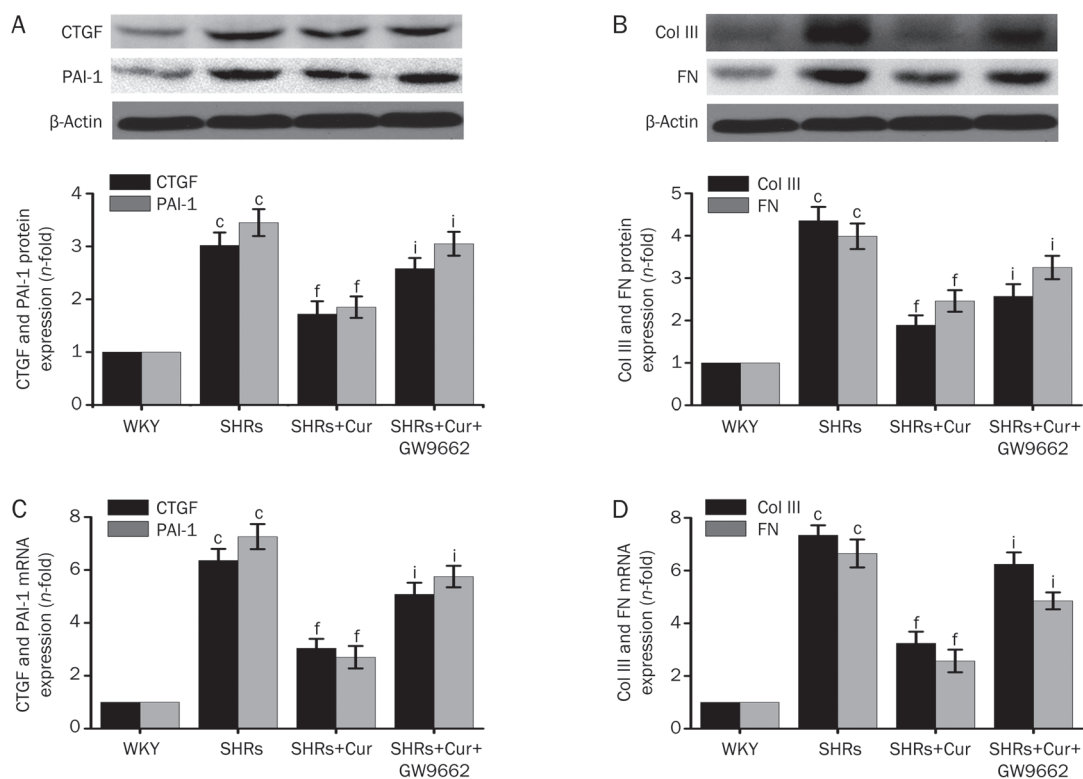 A
CTGF
PAI-1
β-Actin
CTGF
PAI-1
CTGF and PAI-1 protein
expression (n-fold)
4
3
2
1
0
c
c
f
f
i
i
WKY
SHRs
SHRs+Cur
SHRs+Cur+
GW9662
B
Col III
FN
β-Actin
Col III
FN
Col III and FN protein
expression (n-fold)
5
4
3
2
1
0
c
c
f
f
i
i
WKY
SHRs
SHRs+Cur
SHRs+Cur+
GW9662
C
CTGF
PAI-1
CTGF and PAI-1 mRNA
expression (n-fold)
8
6
4
2
0
c
c
f
f
i
i
WKY
SHRs
SHRs+Cur
SHRs+Cur+
GW9662
D
Col III
FN
Col III and FN mRNA
expression (n-fold)
8
6
4
2
0
c
c
f
f
i
i
WKY
SHRs
SHRs+Cur
SHRs+Cur+
GW9662